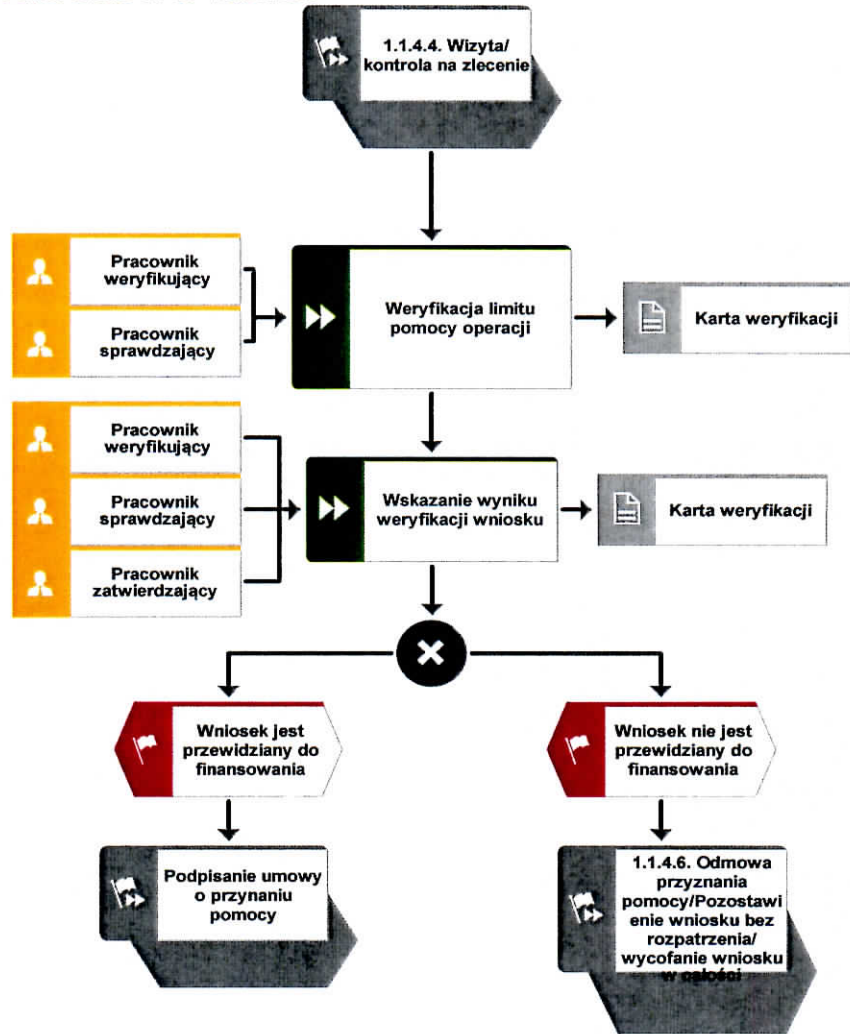 1.1.4.4. Wizyta/
kontrola na zlecenie
Pracownik
weryfikujący
Pracownik
sprawdzający
Weryfikacja limitu
pomocy operacji
Karta weryfikacji
Pracownik
weryfikujący
Pracownik
sprawdzający
Pracownik
zatwierdzający
Wskazanie wyniku
weryfikacji wniosku
Karta weryfikacji
Wniosek jest
przewidziany do
finansowania
Wniosek nie jest
przewidziany do
finansowania
Podpisanie umowy
o przynaniu
pomocy
1.1.4.6. Odmowa
przyznania
pomocy/Pozostawi
enie wniosku bez
rozpatrzenia/
wycofanie wniosku
w całości